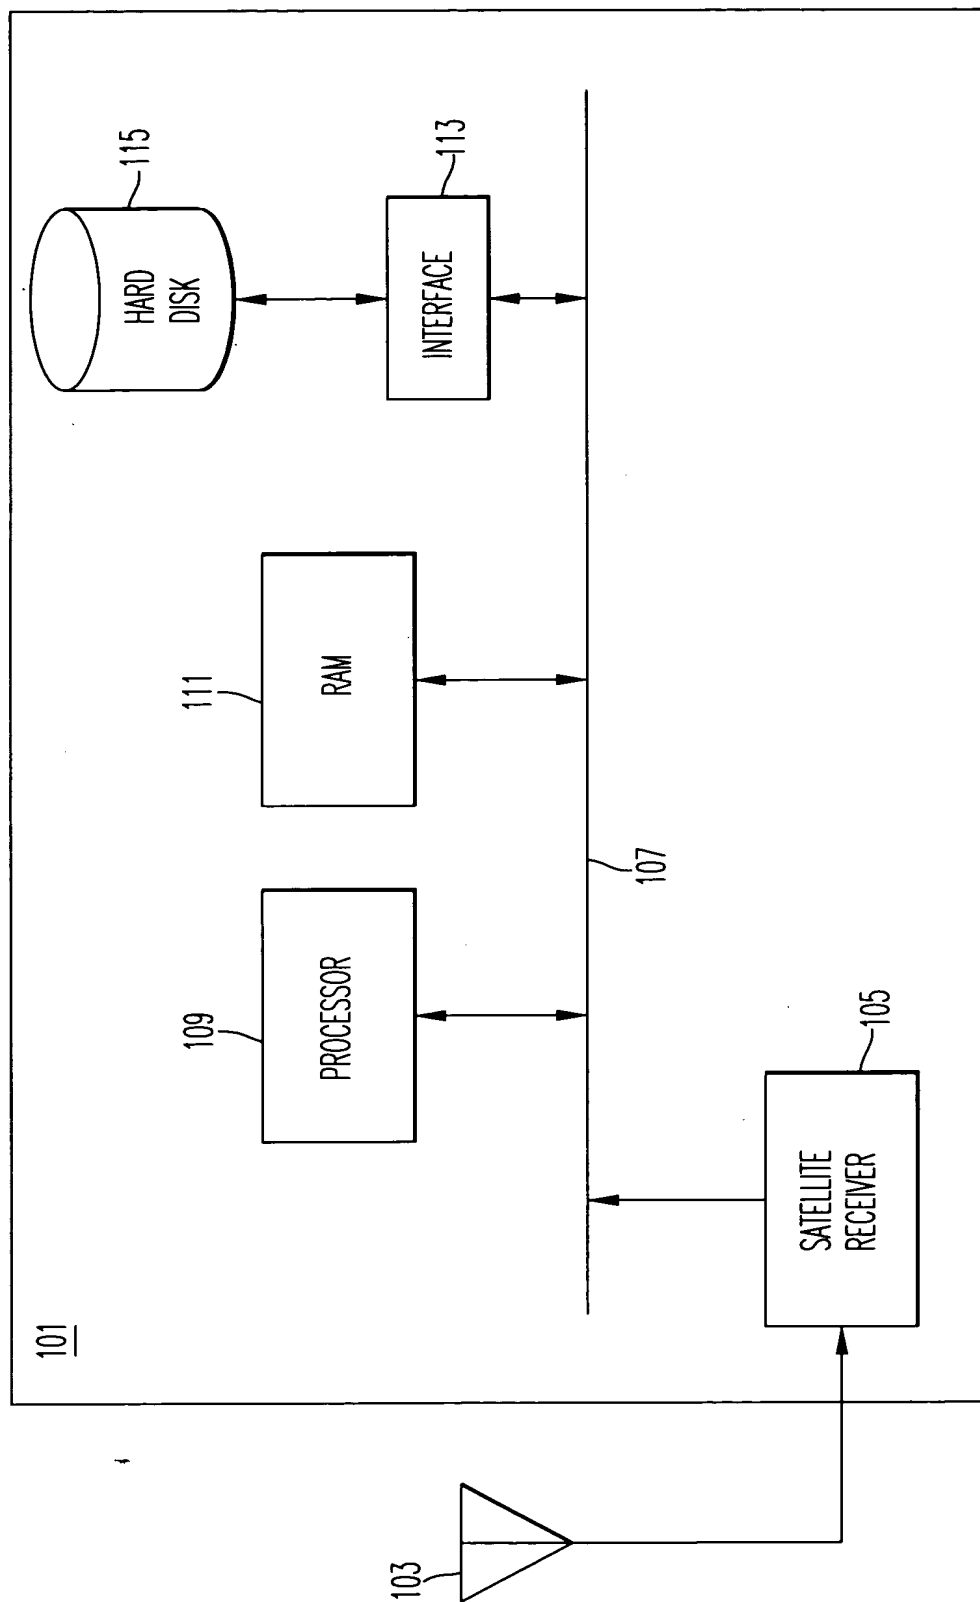 101
109
PROCESSOR
111
RAM
115
HARD
DISK
113
INTERFACE
107
103
105
SATELLITE
RECEIVER